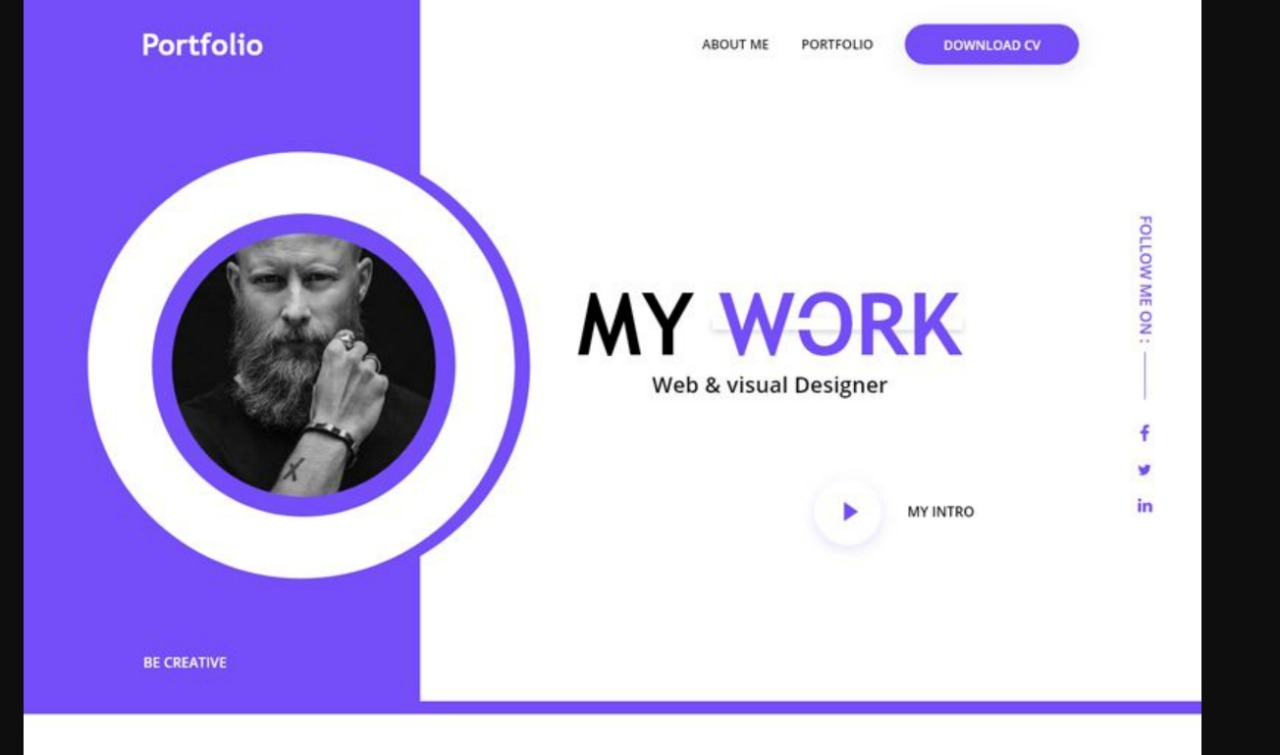 Portfolio
ABOUT ME
PORTFOLIO
DOWNLOAD CV
MY WORK
Web & visual Designer
MY INTRO
FOLLOW ME ON :
f
in
X
BE CREATIVE